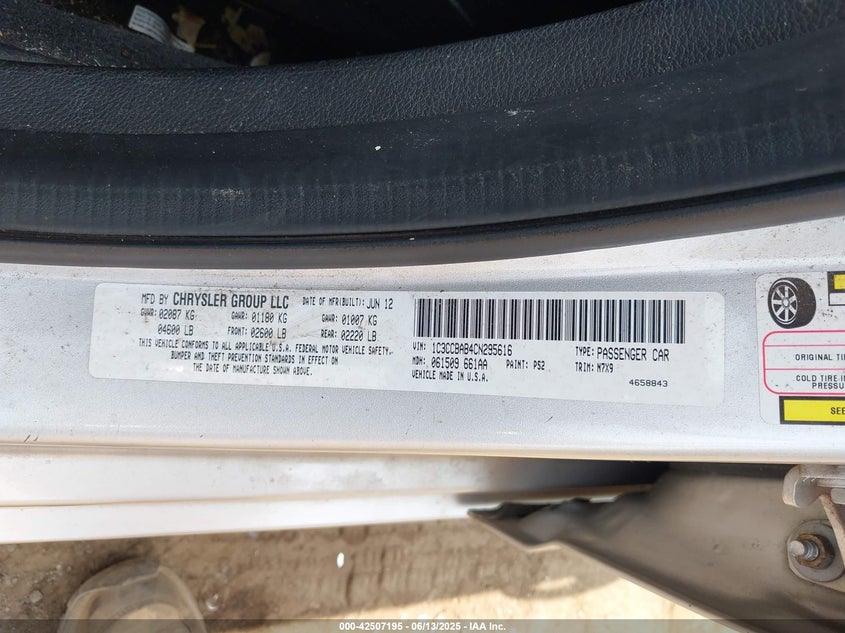 MFD BY CHRYSLER GROUP LLC DATE OF MFR(BUILT): JUN 12
GVWR: 02087 KG GAWR: 01180 KG GAWR: 01007 KG
04600 LB FRONT: 02600 LB REAR: 02220 LB
THIS VEHICLE CONFORMS TO ALL APPLICABLE U.S.A. FEDERAL MOTOR VEHICLE SAFETY,
BUMPER AND THEFT PREVENTION STANDARDS IN EFFECT ON
THE DATE OF MANUFACTURE SHOWN ABOVE.
VIN: 1C3CCBAB4CN295616 TYPE: PASSENGER CAR
MDH: 061509 661AA PAINT: PS2 TRIM: N7X9
VEHICLE MADE IN U.S.A. 4658843
ORIGINAL TI
COLD TIRE I
PRESSU
SEE
000-42507195 - 06/13/2025 - IAA Inc.